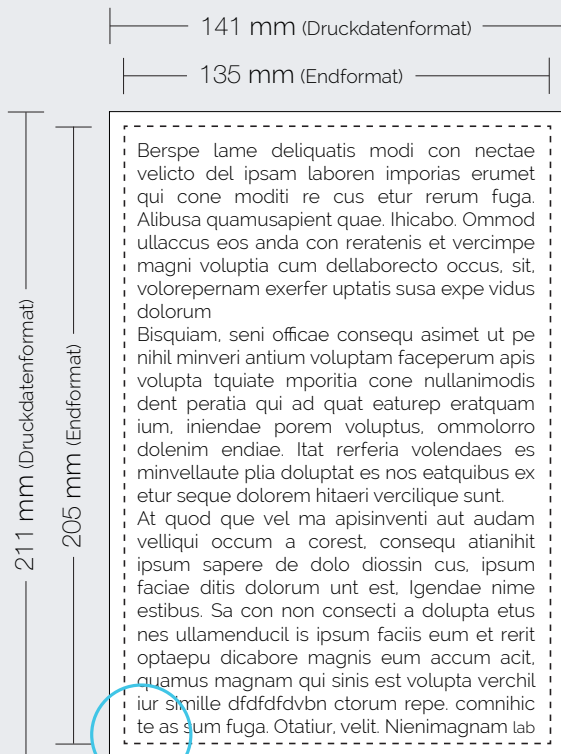 141 mm (Druckdatenformat)
135 mm (Endformat)
211 mm (Druckdatenformat)
205 mm (Endformat)
Berspe lame deliquatis modi con nectae
velicto del ipsam laboren imporias erumet
qui cone moditi re cus etur rerum fuga.
Alibusa quamusapient quae. Ihicabo. Ommod
ullaccus eos anda con reratenis et vercimpe
magni voluptia cum dellaborecto occus, sit,
volorepernam exerfer uptatis susa expe vidus
dolorum
Bisquiam, seni officae consequ asimet ut pe
nihil minveri antium voluptam faceperum apis
volupta tquiate mporitia cone nullanimodis
dent peratia qui ad quat eaturep eratquam
ium, iniendae porem voluptus, ommolorro
dolenim endiae. Itat rerferia volendaes es
minvellaute plia doluptat es nos eatquibus ex
etur seque dolorem hitaeri vercilique sunt.
At quod que vel ma apisinventi aut audam
velliqui occum a corest, consequ atianihit
ipsum sapere de dolo diossin cus, ipsum
faciae ditis dolorum unt est, Igendae nime
estibus. Sa con non consecti a dolupta etus
nes ullamenducil is ipsum faciis eum et rerit
optaepu dicabore magnis eum accum acit,
quamus magnam qui sinis est volupta verchil
iur simille dfdfdfdvbn ctorum repe. comnihic
te as sum fuga. Otatiur, velit. Nienimagnam lab